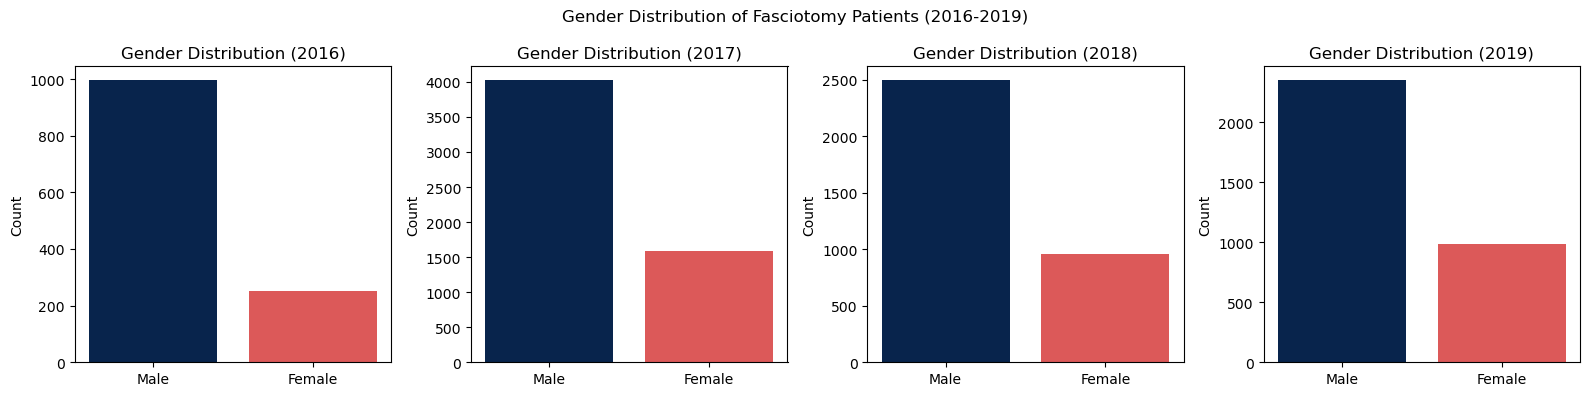 Gender Distribution of Fasciotomy Patients (2016-2019)
Gender Distribution (2016)
Count
1000
800
600
400
200
0
Male Female
Gender Distribution (2017)
Count
4000
3500
3000
2500
2000
1500
1000
500
0
Male Female
Gender Distribution (2018)
Count
2500
2000
1500
1000
500
0
Male Female
Gender Distribution (2019)
Count
2000
1500
1000
500
0
Male Female